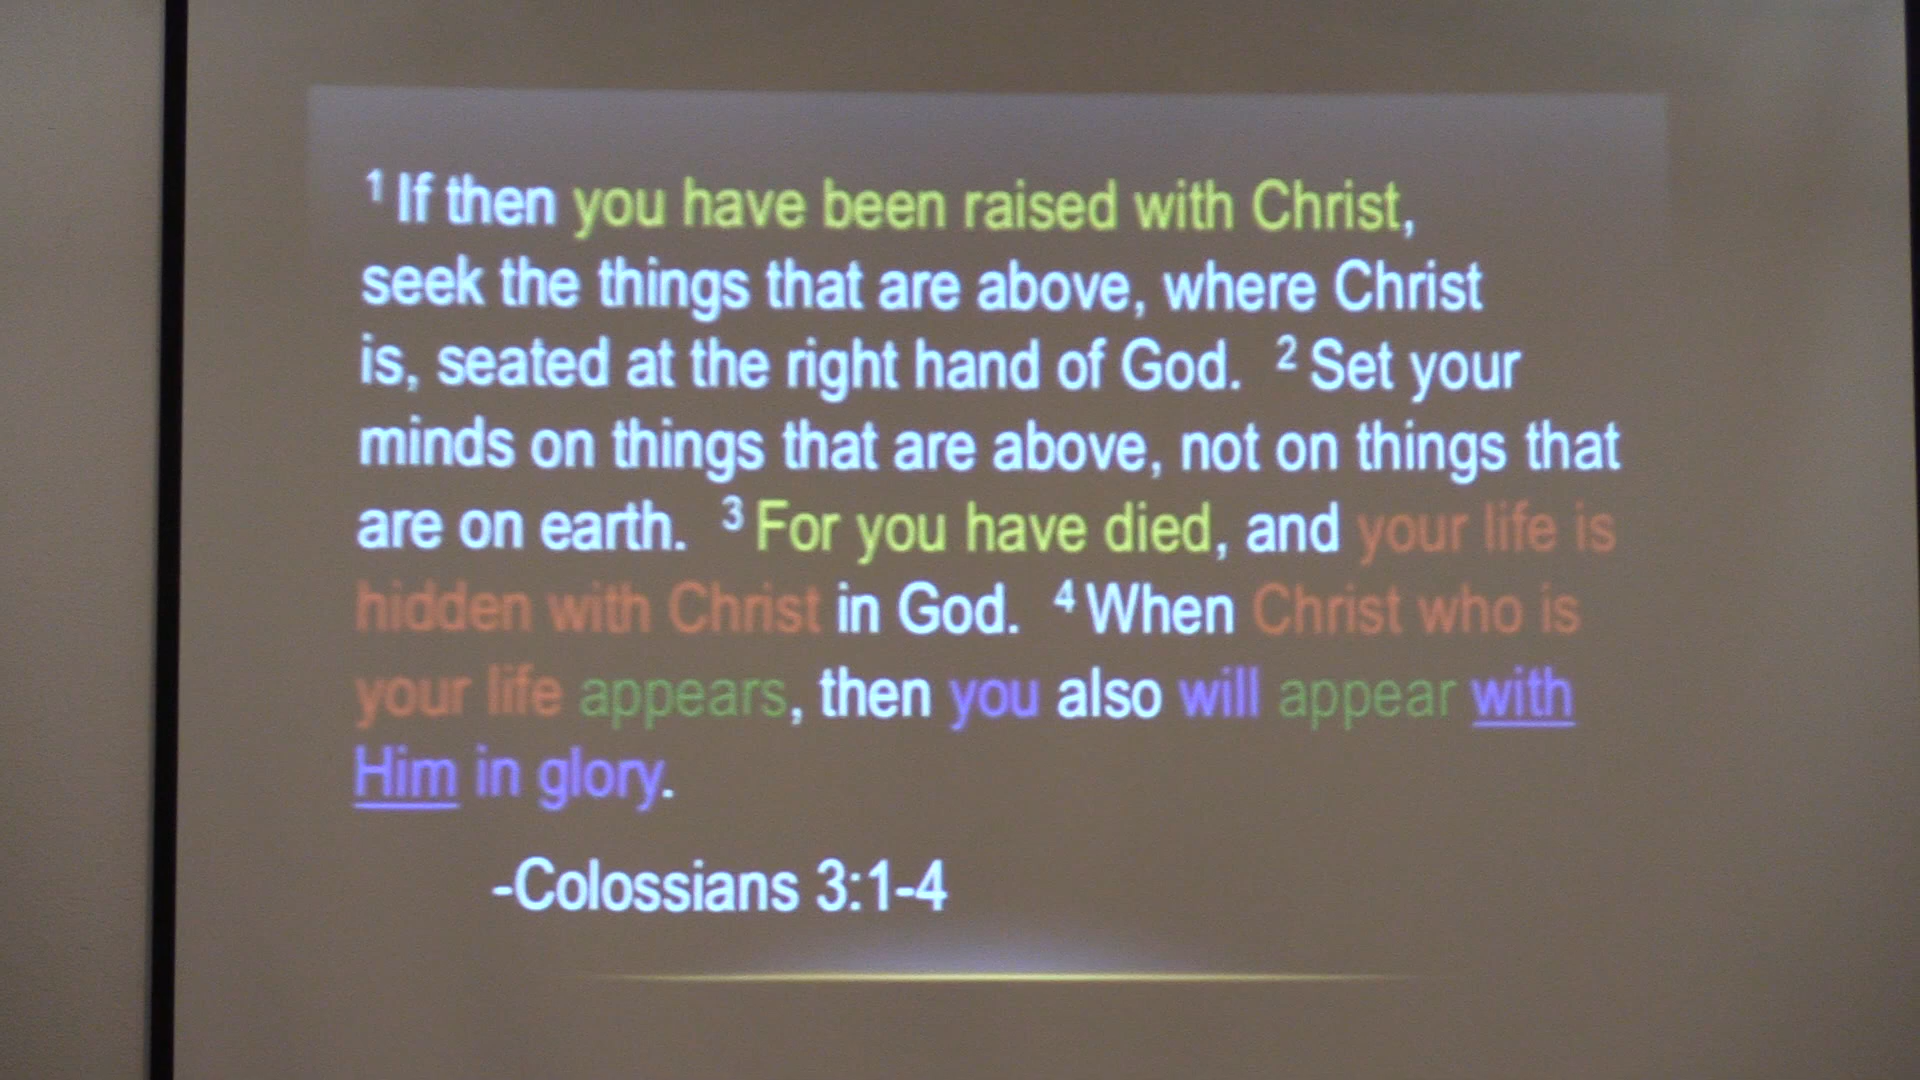 1 If then you have been raised with Christ,
seek the things that are above, where Christ
is, seated at the right hand of God. 2 Set your
minds on things that are above, not on things that
are on earth. 3 For you have died, and your life is
hidden with Christ in God. 4 When Christ who is
your life appears, then you also will appear with
Him in glory.
-Colossians 3:1-4